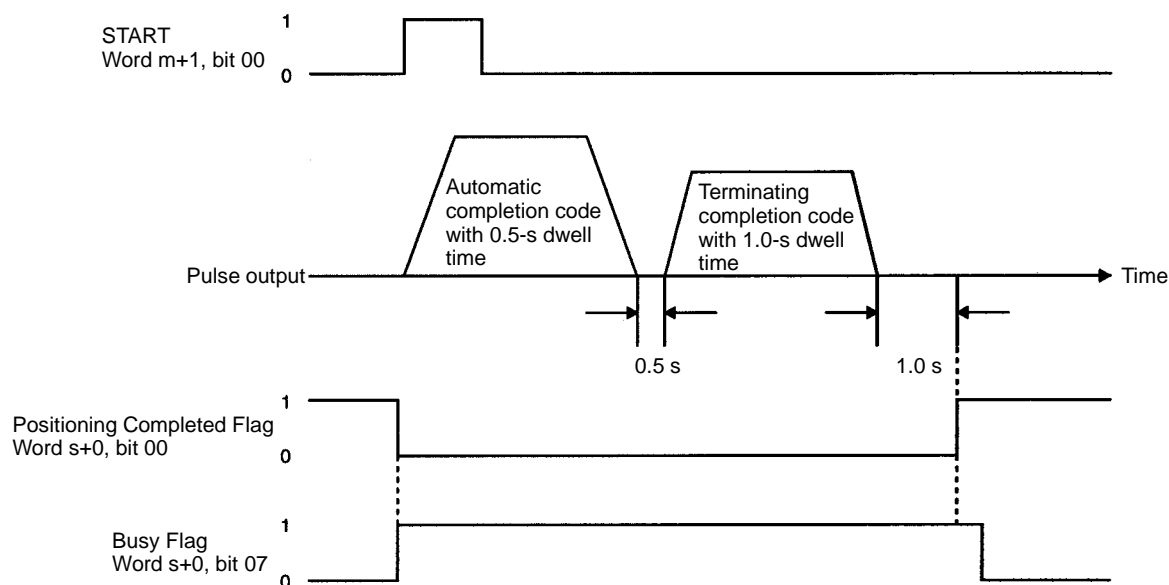 1
START
Word m+1, bit 00
0
Automatic
completion code
with 0.5-s dwell
time
Terminating
completion code
with 1.0-s dwell
time
Pulse output
Time
0.5 s
1.0 s
1
Positioning Completed Flag
Word s+0, bit 00
0
1
Busy Flag
Word s+0, bit 07
0